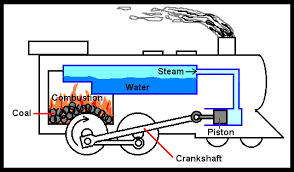 Steam
Water
Combustion
Coal
Piston
Crankshaft